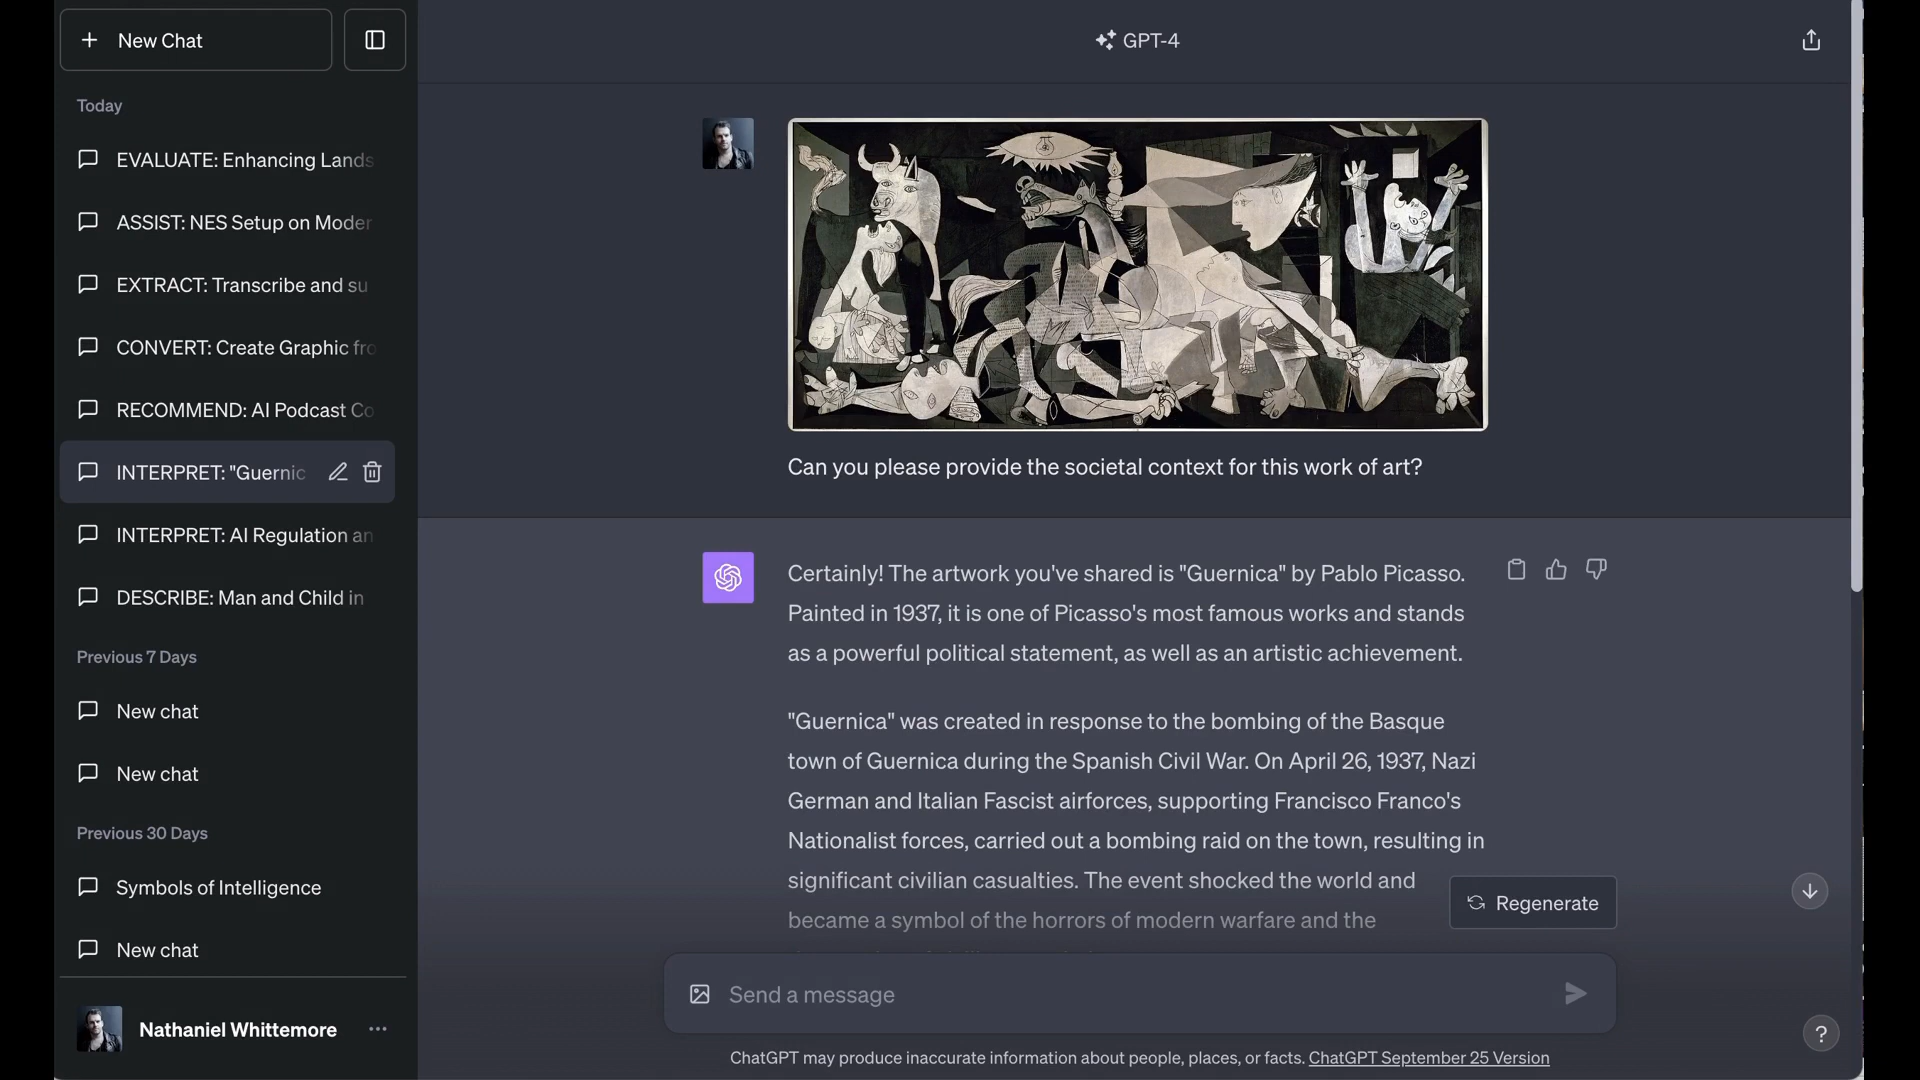 New Chat
Today
EVALUATE: Enhancing Lands
ASSIST: NES Setup on Moder
EXTRACT: Transcribe and su
CONVERT: Create Graphic fro
RECOMMEND: AI Podcast Co
INTERPRET: "Guernic
INTERPRET: AI Regulation an
DESCRIBE: Man and Child in
Previous 7 Days
New chat
New chat
Previous 30 Days
Symbols of Intelligence
New chat
Nathaniel Whittemore
GPT-4
Can you please provide the societal context for this work of art?
Certainly! The artwork you've shared is "Guernica" by Pablo Picasso.
Painted in 1937, it is one of Picasso's most famous works and stands
as a powerful political statement, as well as an artistic achievement.
"Guernica" was created in response to the bombing of the Basque
town of Guernica during the Spanish Civil War. On April 26, 1937, Nazi
German and Italian Fascist airforces, supporting Francisco Franco's
Nationalist forces, carried out a bombing raid on the town, resulting in
significant civilian casualties. The event shocked the world and
became a symbol of the horrors of modern warfare and the
Regenerate
Send a message
ChatGPT may produce inaccurate information about people, places, or facts. ChatGPT September 25 Version
?